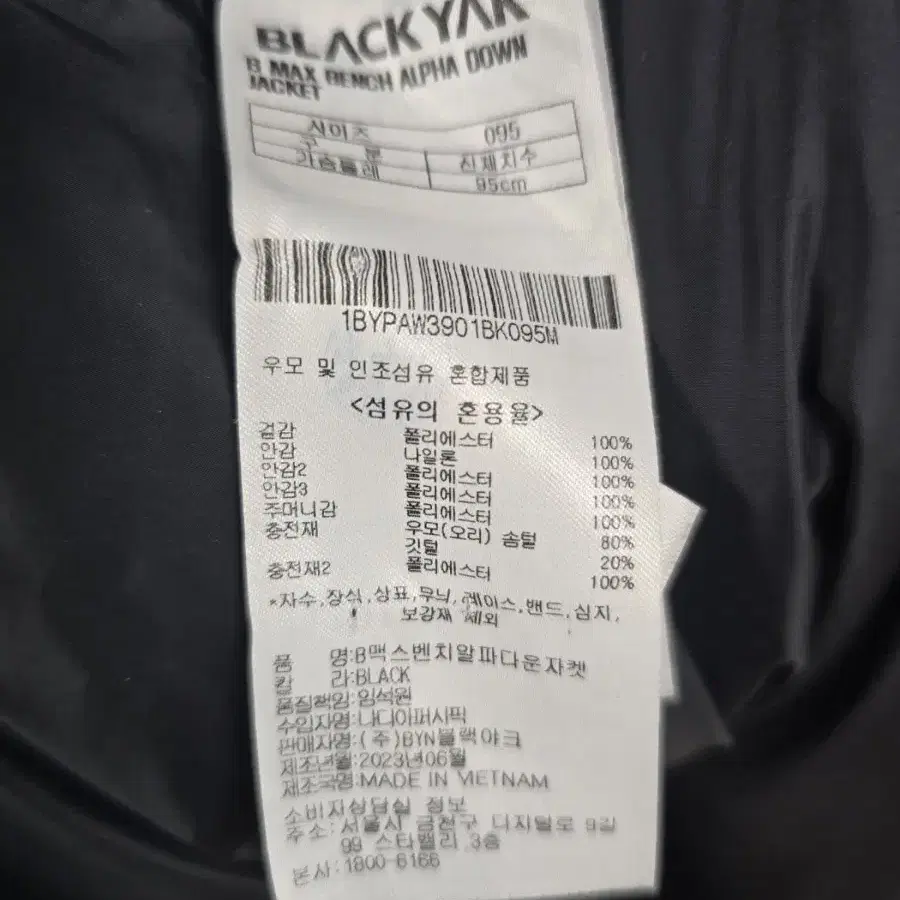 BLACKYAK
B MAX BENCH ALPHA DOWN
JACKET
사이즈 095
구 분 신체치수
가슴둘레 95cm
1BYPAW3901BK095M
우모 및 인조섬유 혼합제품
<섬유의 혼용율>
겉감 폴리에스터 100%
안감 나일론 100%
안감2 폴리에스터 100%
안감3 폴리에스터 100%
주머니감 폴리에스터 100%
충전재 우모(오리) 솜털 80%
깃털 20%
충전재2 폴리에스터 100%
*자수,장식,상표,무늬,레이스,밴드,심지,
보강재 제외
품 명:B맥스벤치알파다운자켓
칼 라:BLACK
품질책임:임석원
수입자명:나디아퍼시픽
판매자명:(주)BYN블랙야크
제조년월:2023년06월
제조국명:MADE IN VIETNAM
소비자상담실 정보
주소: 서울시 금천구 디지털로 9길
99 스타밸리 3층
본사:1800-6166